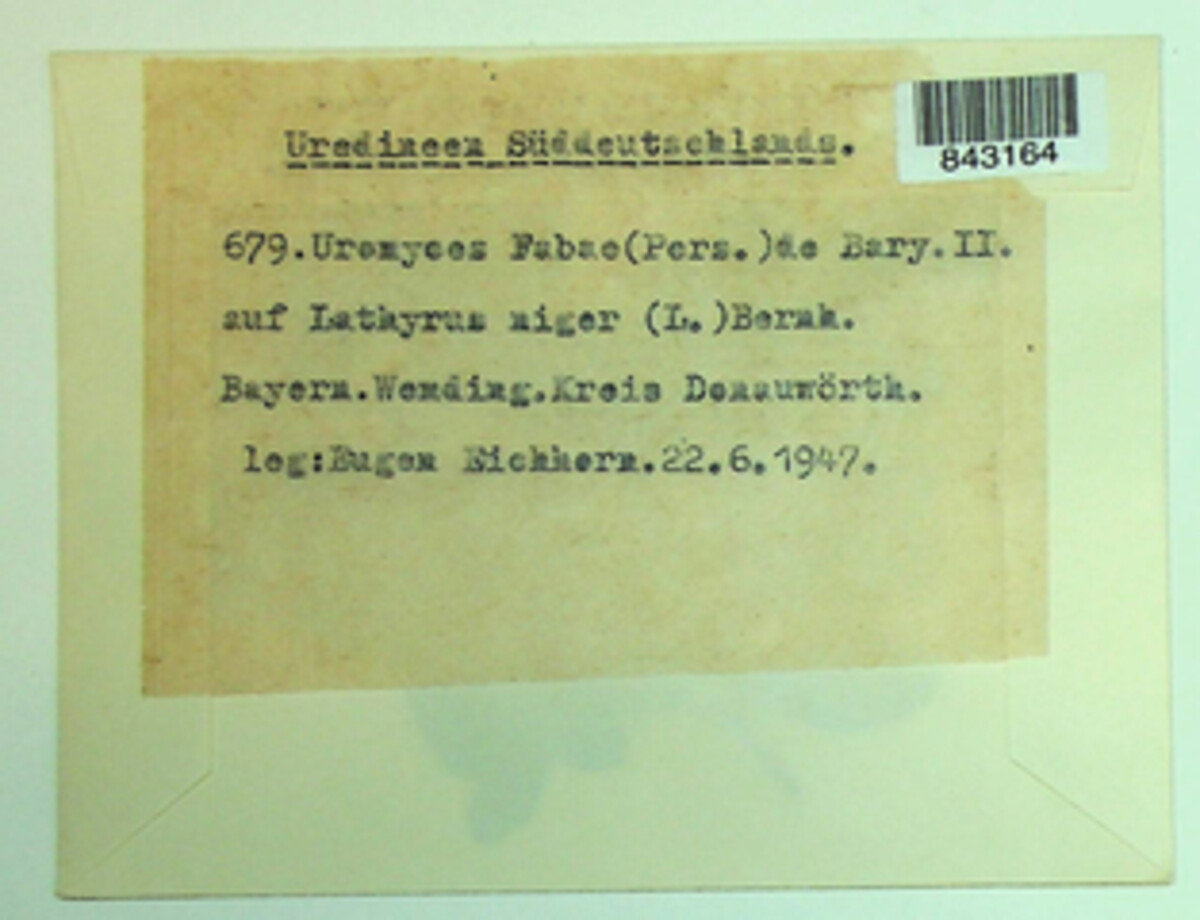 Uredineen Süddeutschlands.
843164
679.Uromyces Fabae(Pers.)de Bary.II.
auf Lathyrus niger (L.)Bernh.
Bayern.Wemding.Kreis Donauwörth.
leg:Eugen Eichhorn.22.6.1947.